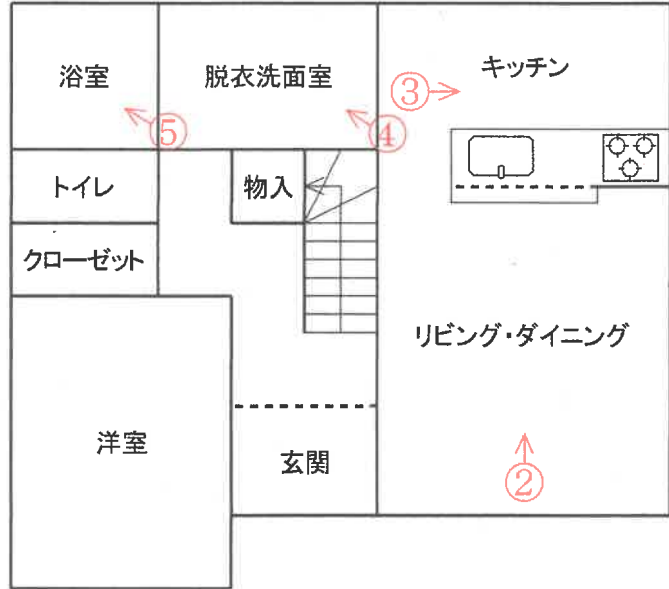 浴室
脱衣洗面室
キッチン
③
④
⑤
トイレ
物入
クローゼット
リビング・ダイニング
洋室
玄関
②